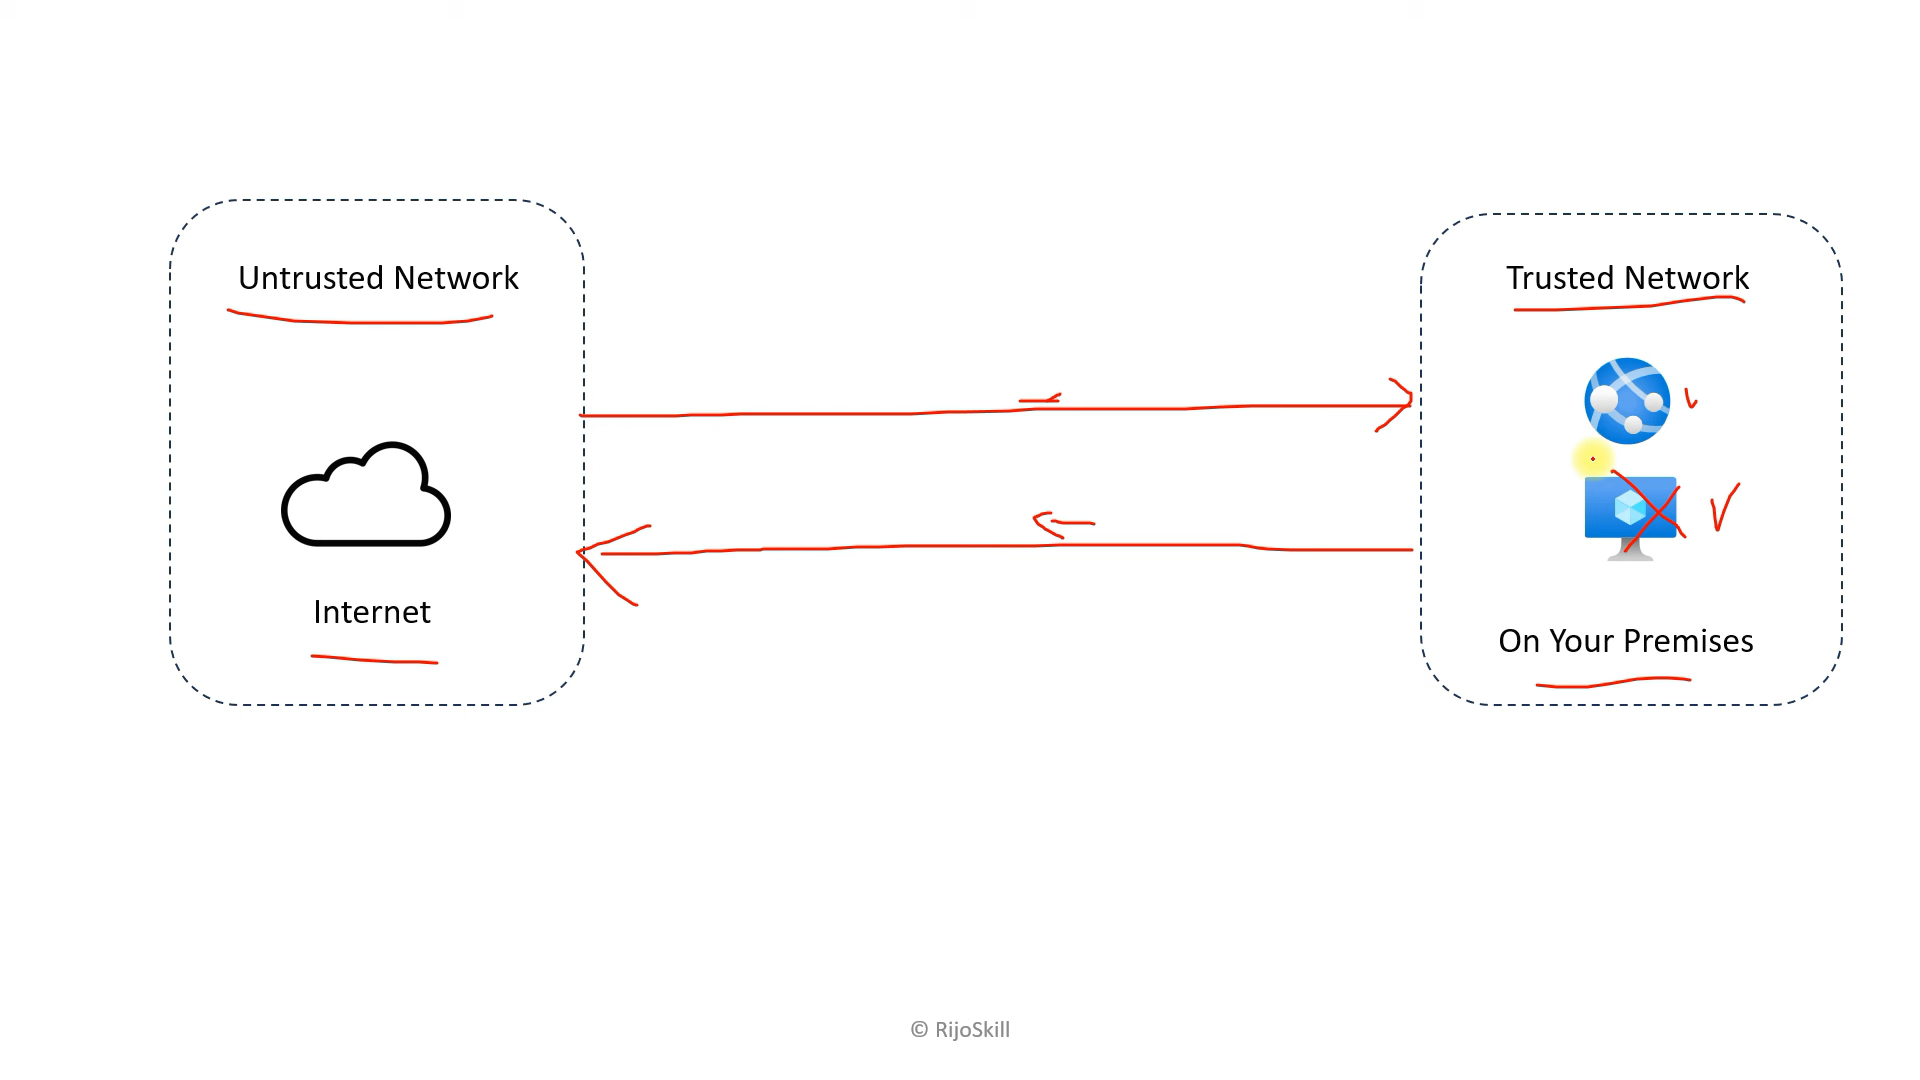 Untrusted Network
Internet
Trusted Network
On Your Premises
© RijoSkill